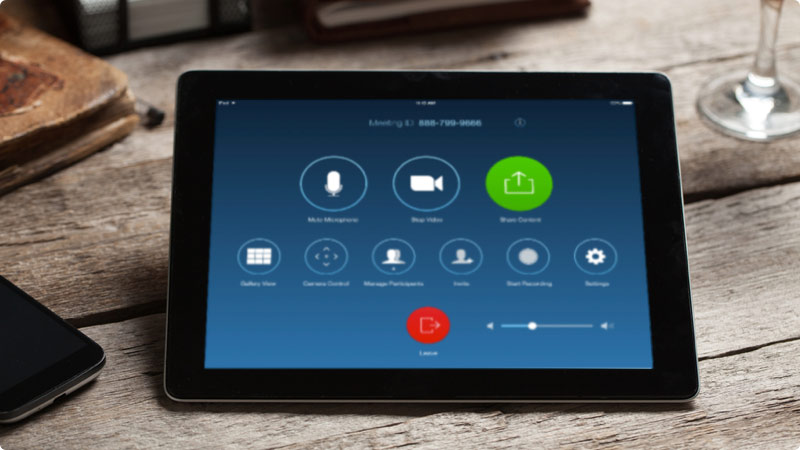 iPad
Meeting ID 888-799-9666
Mute Microphone
Stop Video
Share Content
Gallery View
Camera Control
Manage Participants
Invite
Start Recording
Settings
Leave